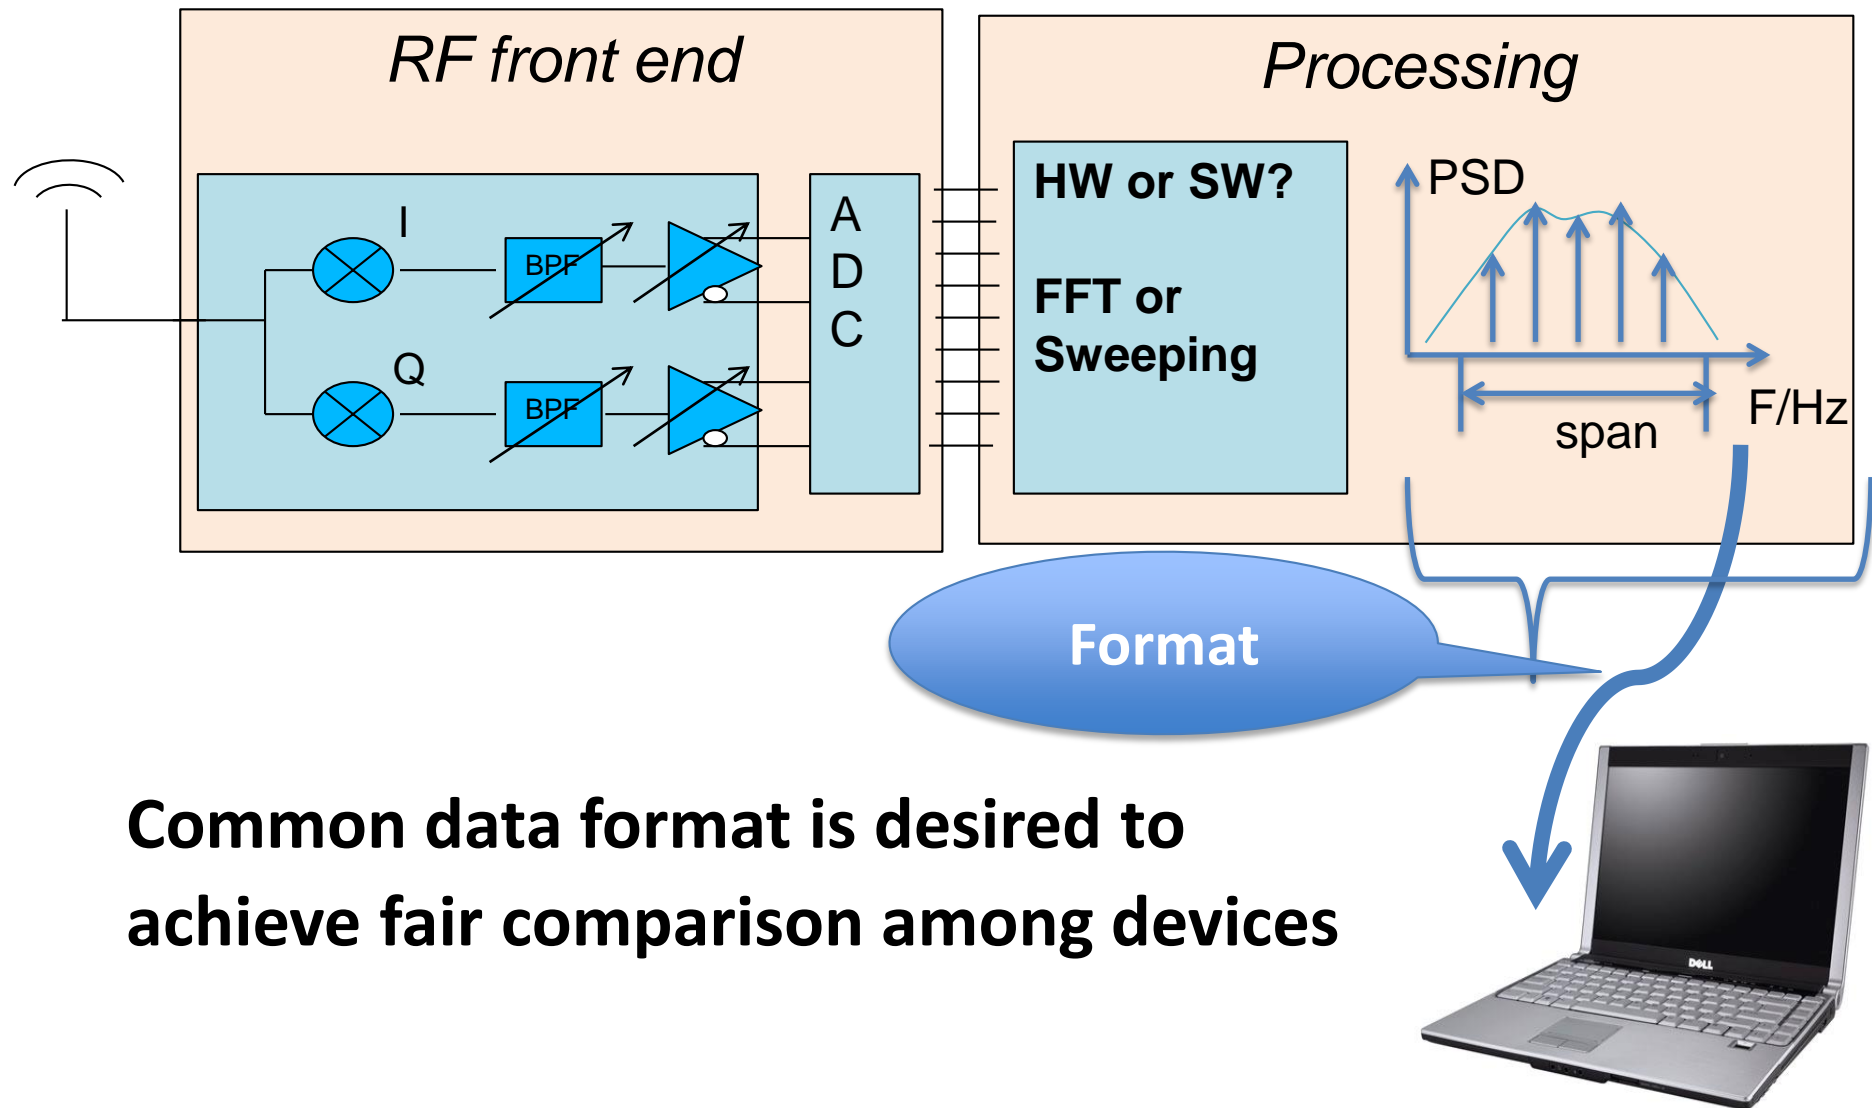 RF front end
Processing
I
BPF
Q
BPF
A
D
C
HW or SW?
FFT or
Sweeping
PSD
F/Hz
span
Format
Common data format is desired to
achieve fair comparison among devices
DELL